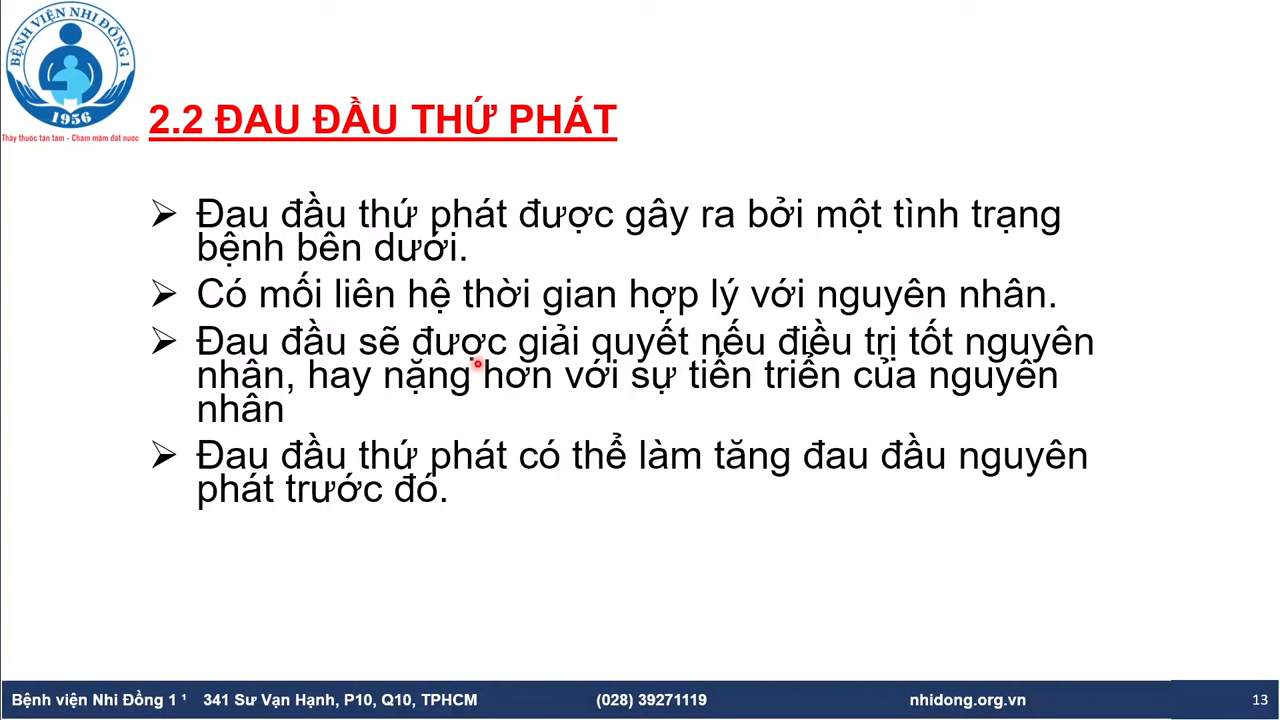 BỆNH VIỆN NHI ĐỒNG 1
1956
Thầy thuốc tận tâm - Chăm mầm đất nước
2.2 ĐAU ĐẦU THỨ PHÁT
➢ Đau đầu thứ phát được gây ra bởi một tình trạng
bệnh bên dưới.
➢ Có mối liên hệ thời gian hợp lý với nguyên nhân.
➢ Đau đầu sẽ được giải quyết nếu điều trị tốt nguyên
nhân, hay nặng hơn với sự tiến triển của nguyên
nhân
➢ Đau đầu thứ phát có thể làm tăng đau đầu nguyên
phát trước đó.
Bệnh viện Nhi Đồng 1 ¹ 341 Sư Vạn Hạnh, P10, Q10, TPHCM (028) 39271119 nhidong.org.vn 13